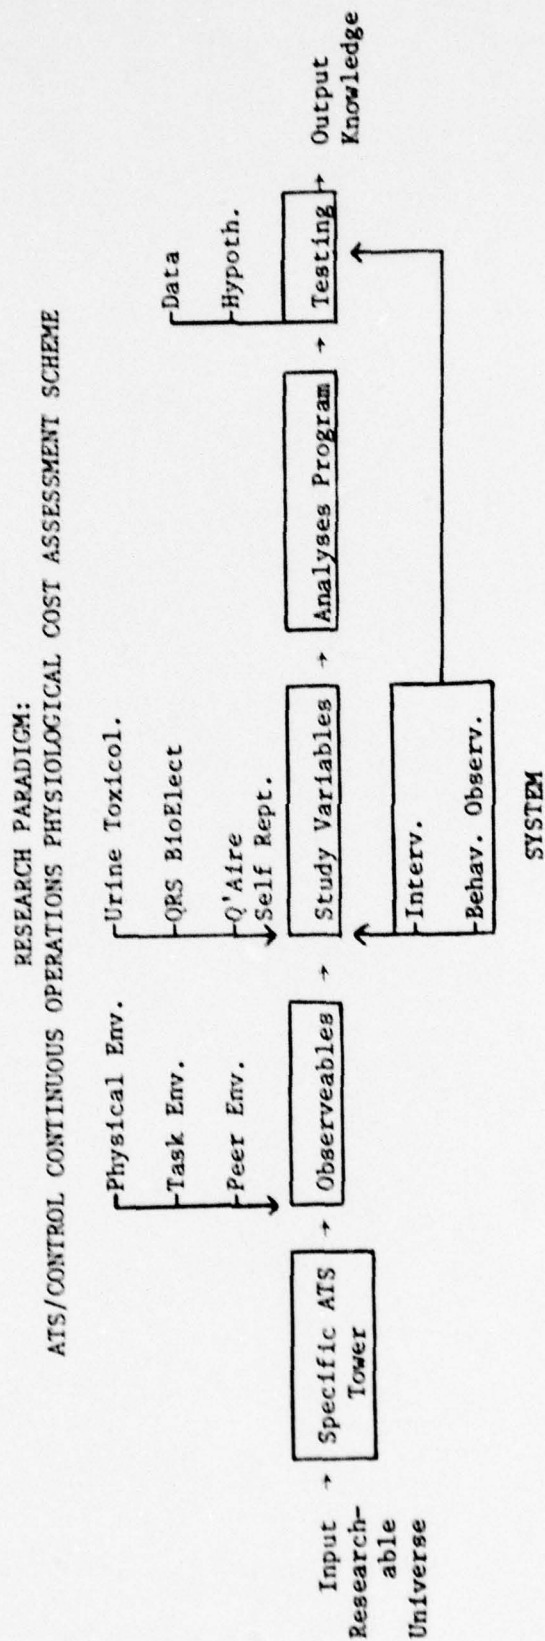 RESEARCH PARADIGM:
ATS/CONTROL CONTINUOUS OPERATIONS PHYSIOLOGICAL COST ASSESSMENT SCHEME
Physical Env.
Task Env.
Peer Env.
Urine Toxicol.
QRS BioElect
Q'Aire
Self Rept.
Data
Hypoth.
Input
Research-
able
Universe
→
Specific ATS
Tower
→
Observeables
→
Study Variables
→
Analyses Program
→
Testing
→
Output
Knowledge
Interv.
Behav. Observ.
SYSTEM